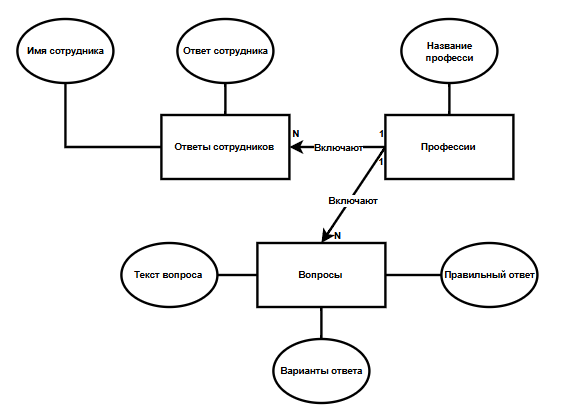 Имя сотрудника
Ответ сотрудника
Название
професси
Ответы сотрудников
N
Включают
1
1
Профессии
Включают
N
Текст вопроса
Вопросы
Правильный ответ
Варианты ответа